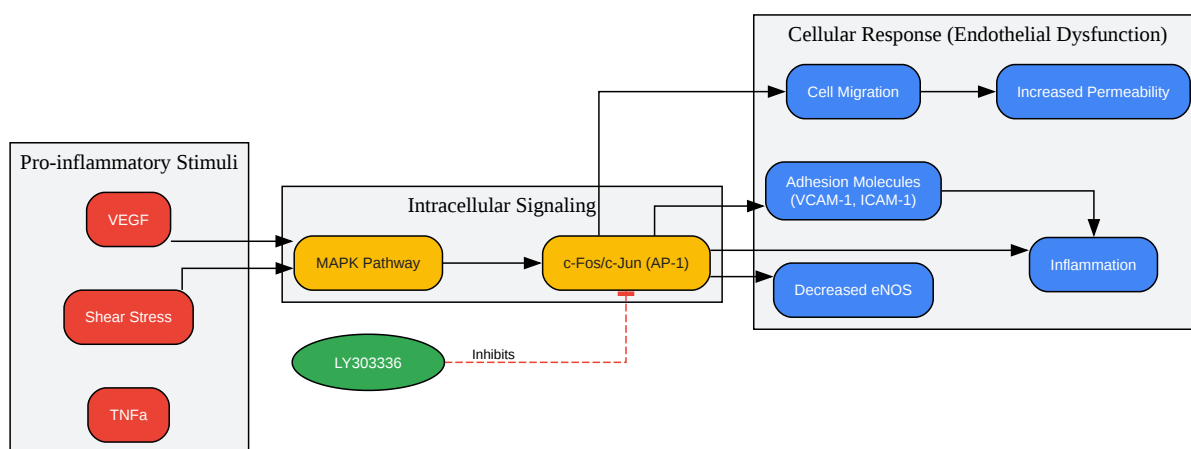 Pro-inflammatory Stimuli
VEGF
Shear Stress
TNFa
Intracellular Signaling
MAPK Pathway
c-Fos/c-Jun (AP-1)
LY303336
Inhibits
Cellular Response (Endothelial Dysfunction)
Cell Migration
Increased Permeability
Adhesion Molecules
(VCAM-1, ICAM-1)
Inflammation
Decreased eNOS